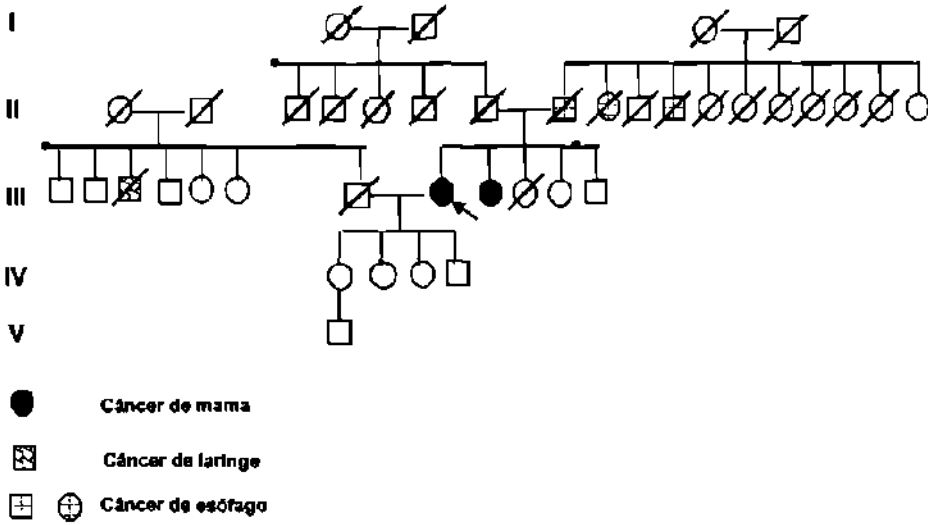 I
II
III
IV
V
Câncer de mama
Câncer de laringe
Câncer de esôfago